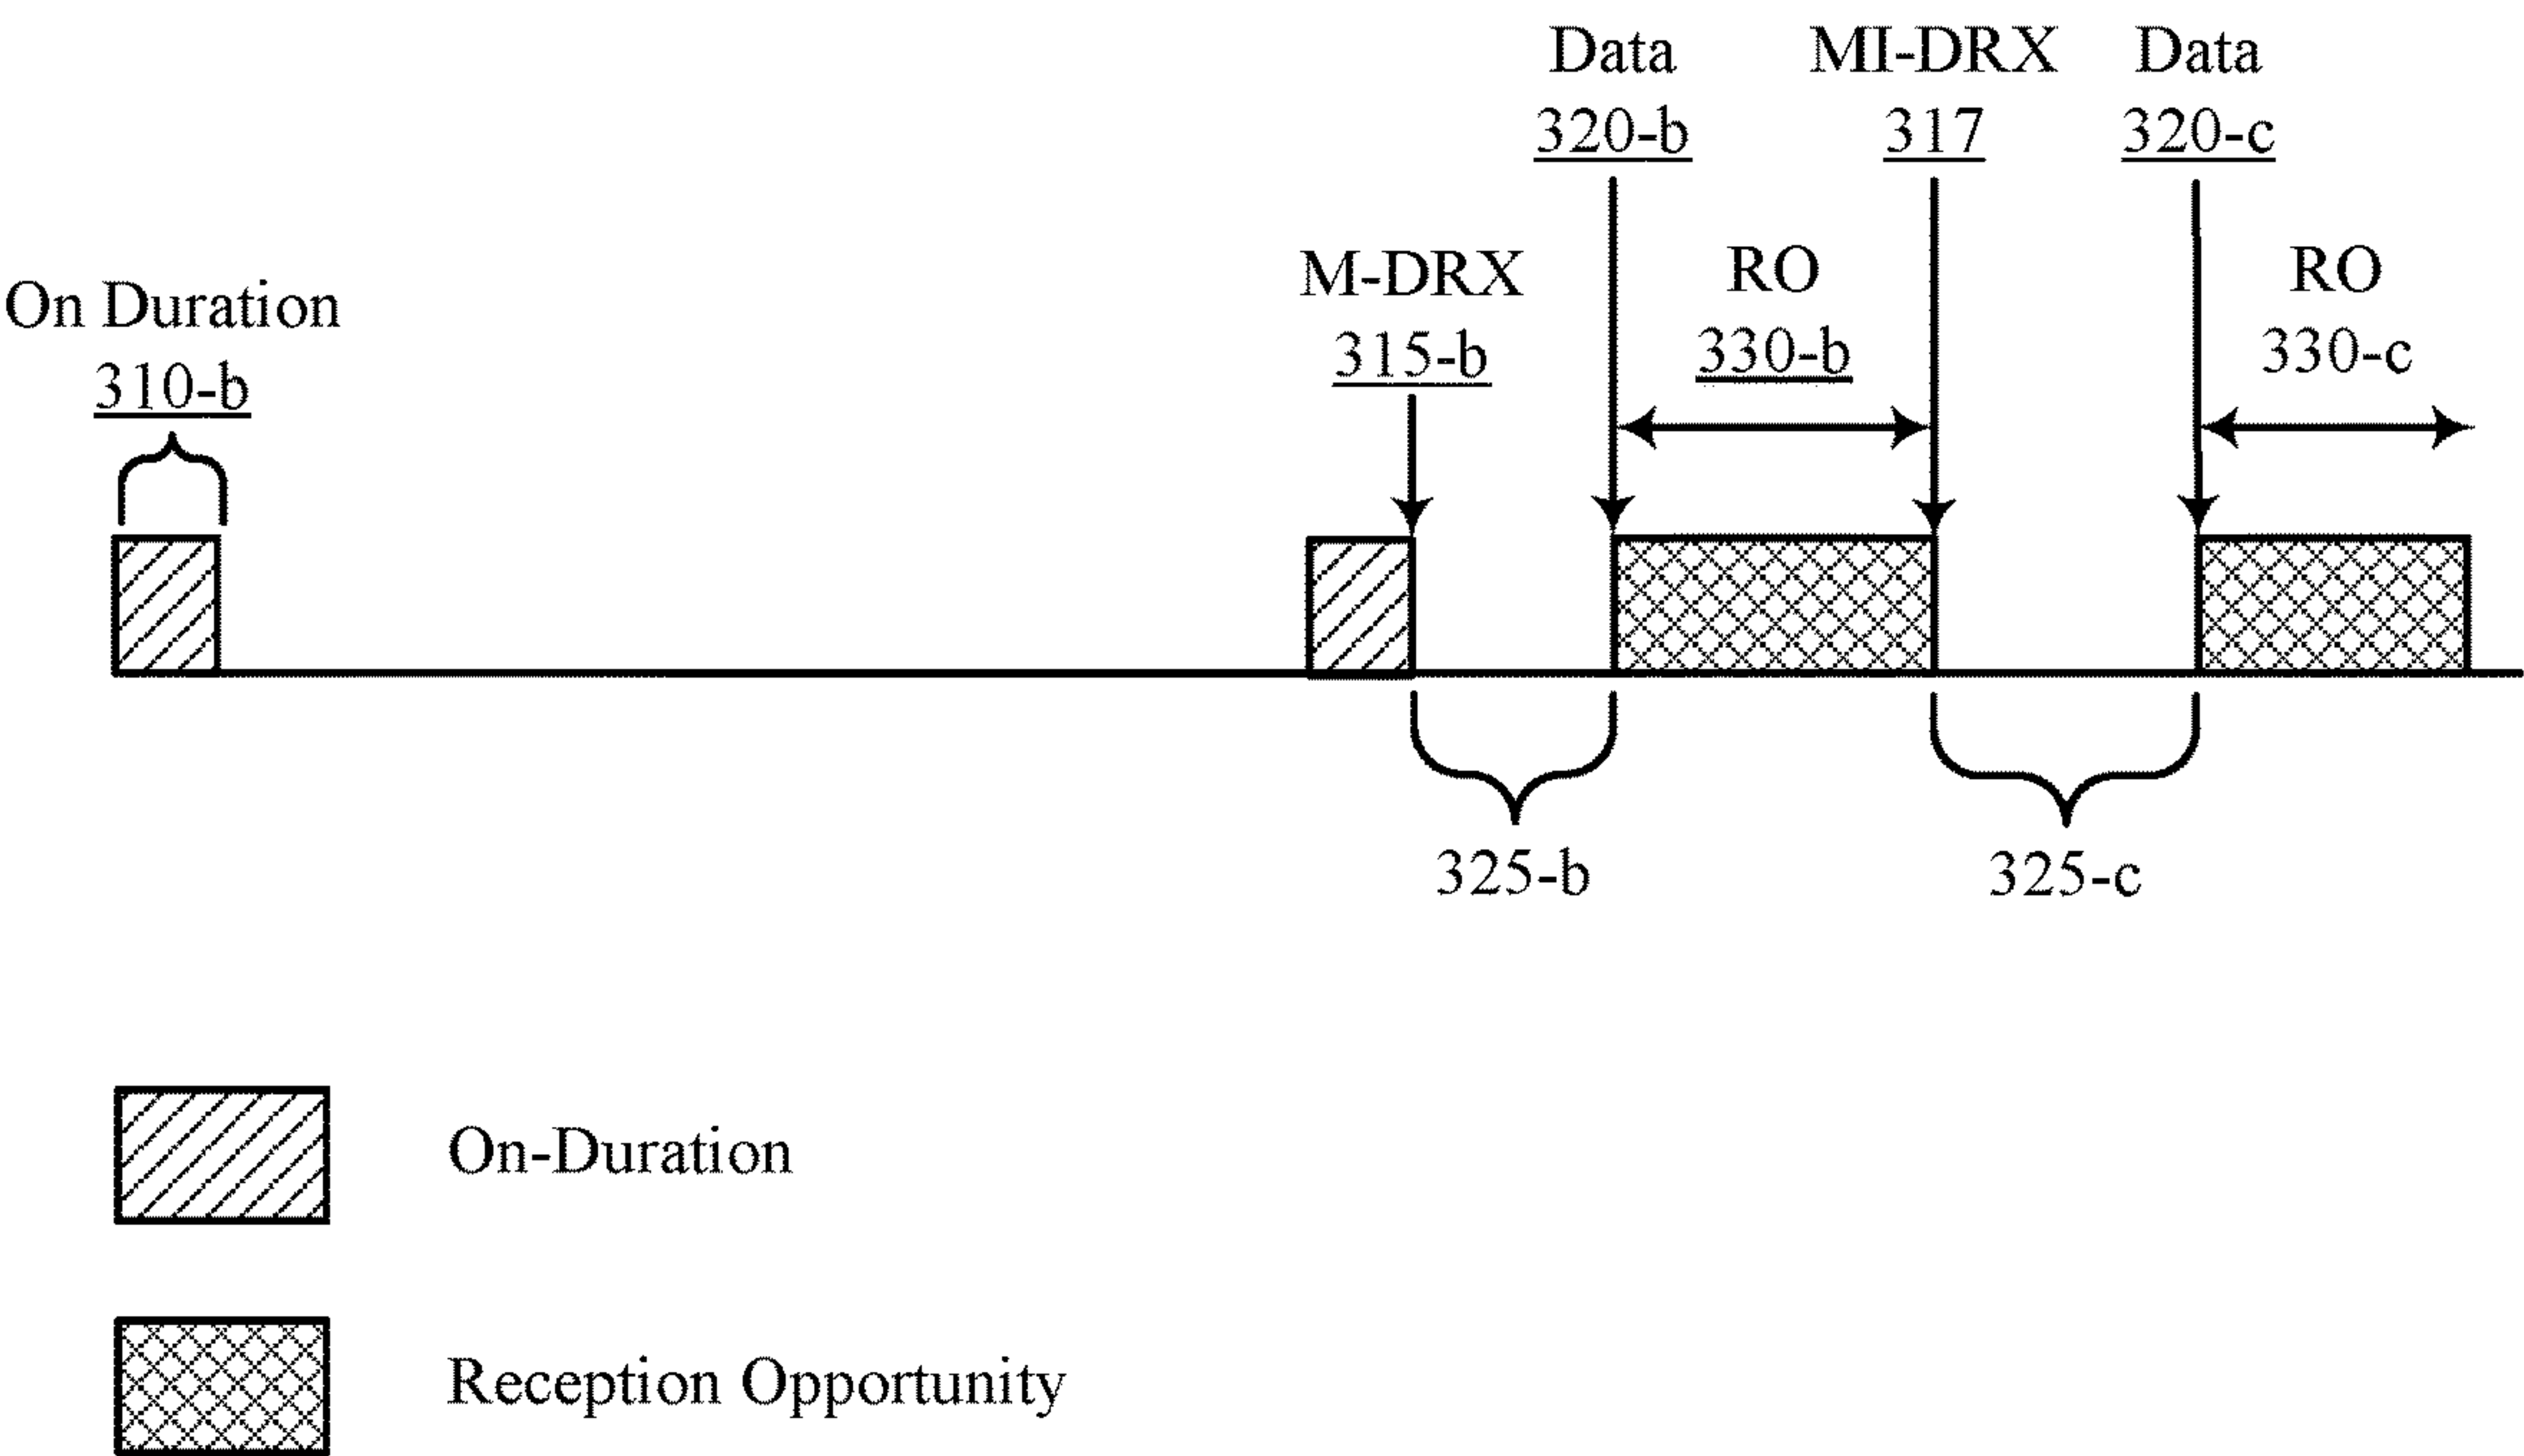 Data
320-b
MI-DRX
317
Data
320-c
M-DRX
315-b
RO
330-b
RO
330-c
On Duration
310-b
325-b
325-c
On-Duration
Reception Opportunity